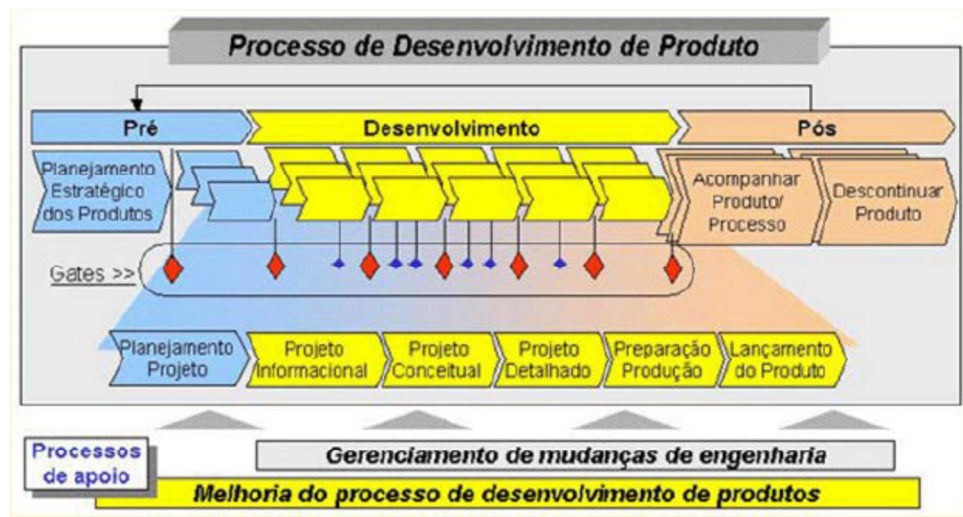 Processo de Desenvolvimento de Produto
Pré
Desenvolvimento
Pós
Planejamento
Estratégico
dos Produtos
Acompanhar
Produto/
Processo
Descontinuar
Produto
Gates >>
Planejamento
Projeto
Projeto
Informacional
Projeto
Conceitual
Projeto
Detalhado
Preparação
Produção
Lançamento
do Produto
Processos
de apoio
Gerenciamento de mudanças de engenharia
Melhoria do processo de desenvolvimento de produtos